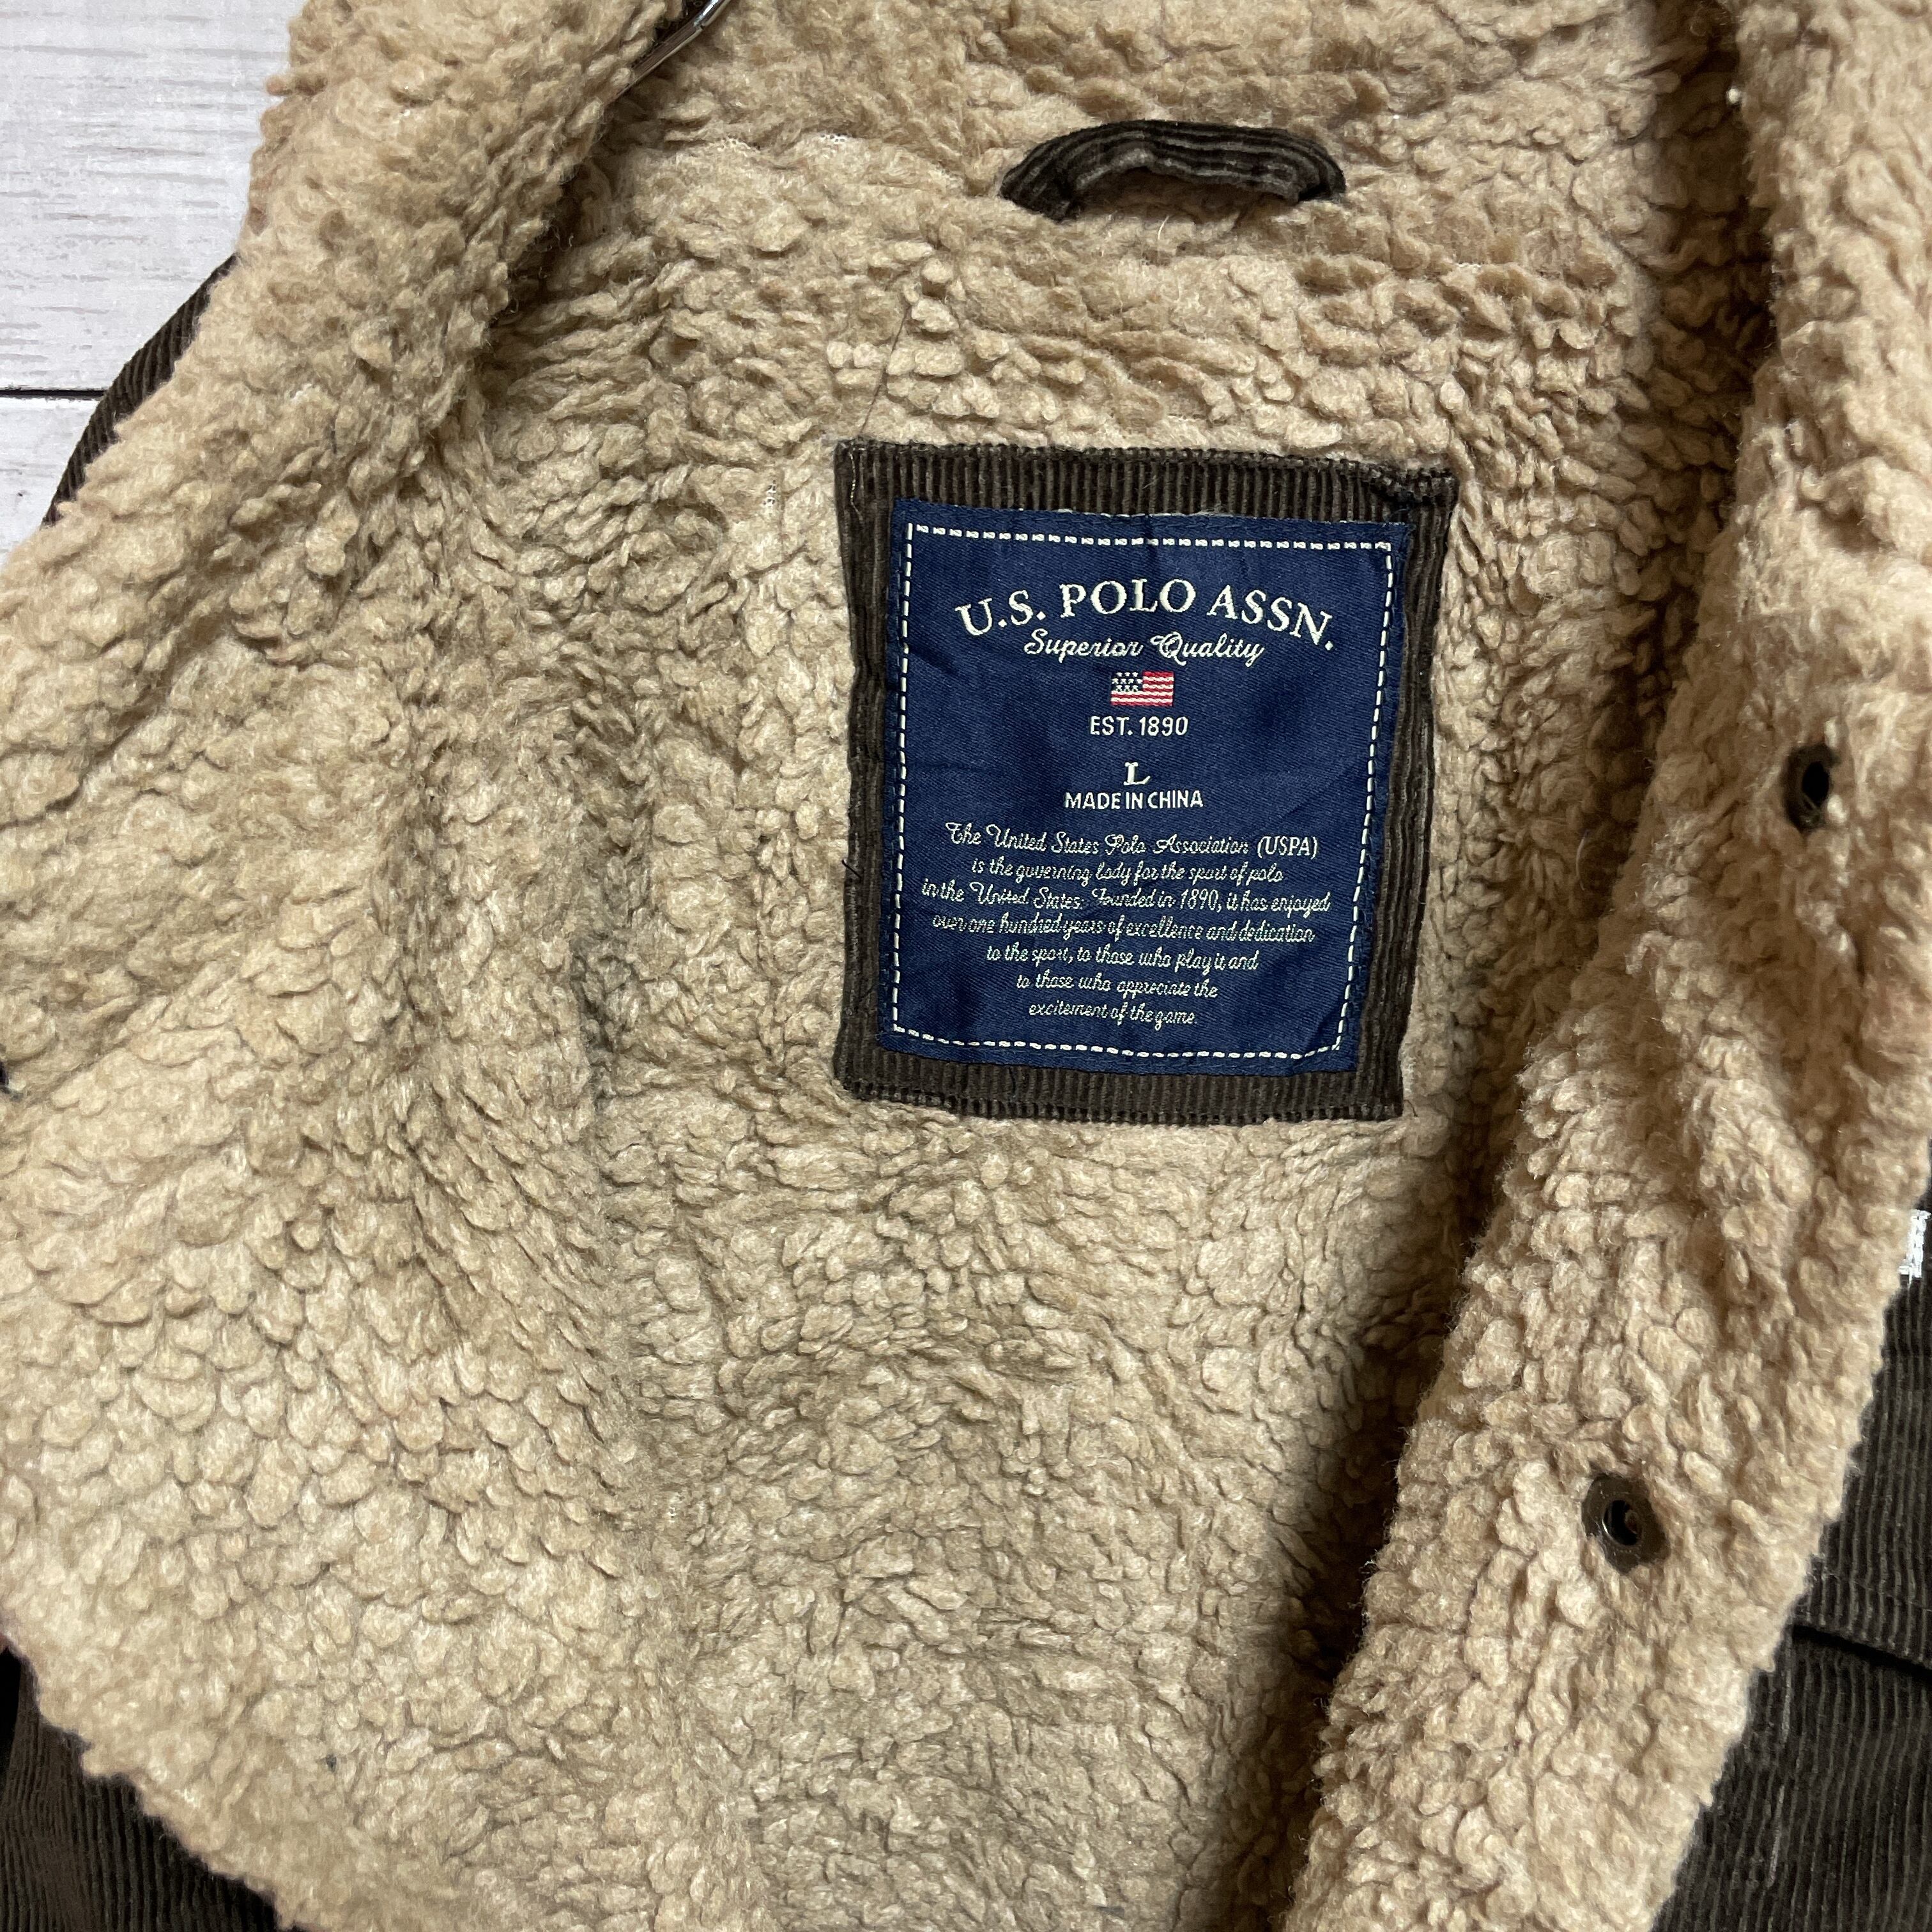 U.S. POLO ASSN.
Superior Quality
EST. 1890
L
MADE IN CHINA
The United States Polo Association (USPA)
is the governing body for the sport of polo
in the United States. Founded in 1890, it has enjoyed
over one hundred years of excellence and dedication
to the sport, to those who play it and
to those who appreciate the
excitement of the game.